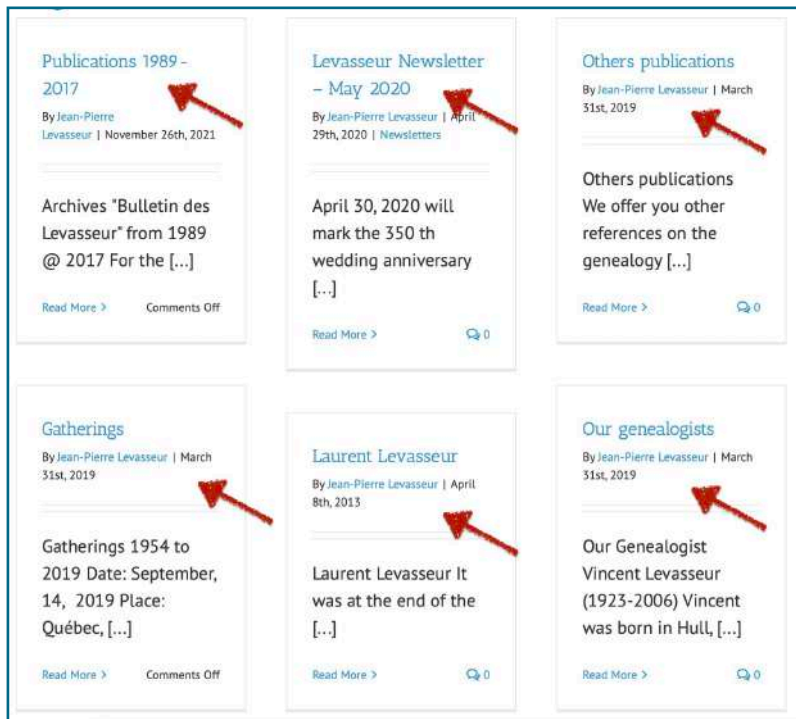 Publications 1989-
2017
By Jean-Pierre
Levasseur | November 26th, 2021
Archives "Bulletin des
Levasseur" from 1989
@ 2017 For the [...]
Read More >
Comments Off
Levasseur Newsletter
– May 2020
By Jean-Pierre Levasseur | April
29th, 2020 | Newsletters
April 30, 2020 will
mark the 350 th
wedding anniversary
[...]
Read More >
0
Others publications
By Jean-Pierre Levasseur | March
31st, 2019
Others publications
We offer you other
references on the
genealogy [...]
Read More >
0
Gatherings
By Jean-Pierre Levasseur | March
31st, 2019
Gatherings 1954 to
2019 Date: September,
14, 2019 Place:
Québec, [...]
Read More >
Comments Off
Laurent Levasseur
By Jean-Pierre Levasseur | April
8th, 2013
Laurent Levasseur It
was at the end of the
[...]
Read More >
0
Our genealogists
By Jean-Pierre Levasseur | March
31st, 2019
Our Genealogist
Vincent Levasseur
(1923-2006) Vincent
was born in Hull, [...]
Read More >
0